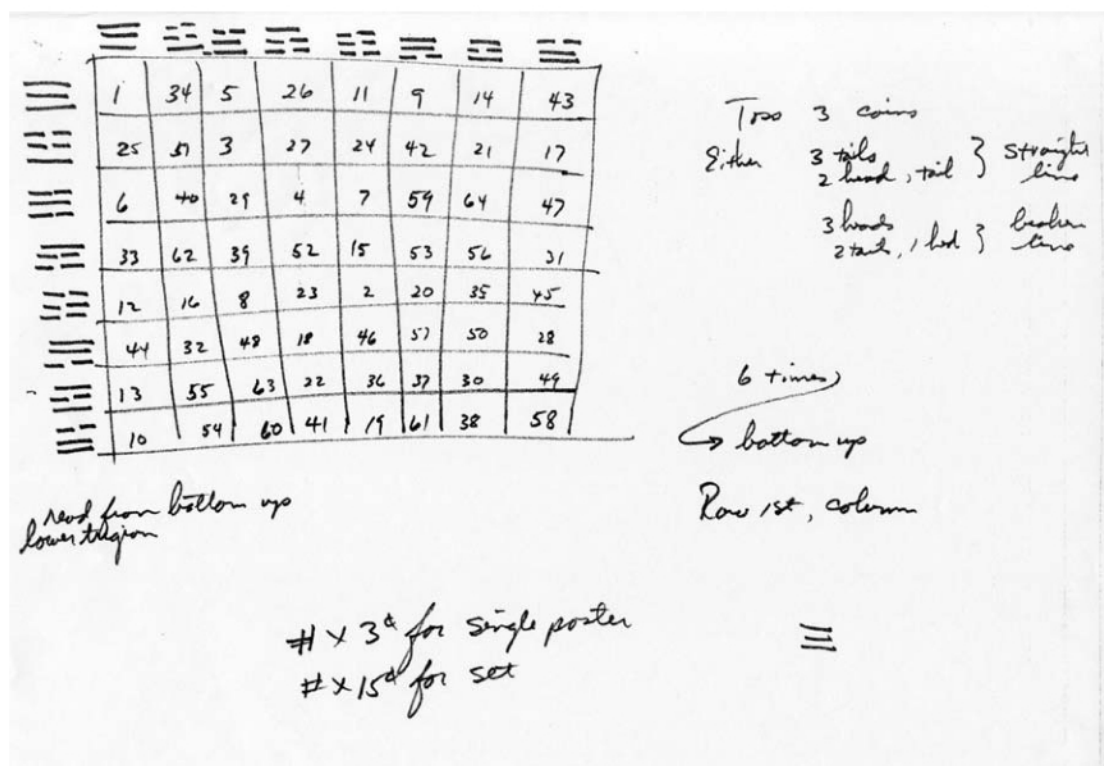 1 34 5 26 11 9 14 43
25 51 3 27 24 42 21 17
6 40 29 4 7 59 64 47
33 62 39 52 15 53 56 31
12 16 8 23 2 20 35 45
44 32 48 18 46 57 50 28
13 55 63 22 36 37 30 49
10 54 60 41 19 61 38 58
read from bottom up
lower trigram
Toss 3 coins
Either 3 tails
2 head, tail } straight line
3 heads
2 tails, 1 hed } broken line
6 times
bottom up
Row 1st, column
# x 3¢ for single poster
# x 15¢ for set